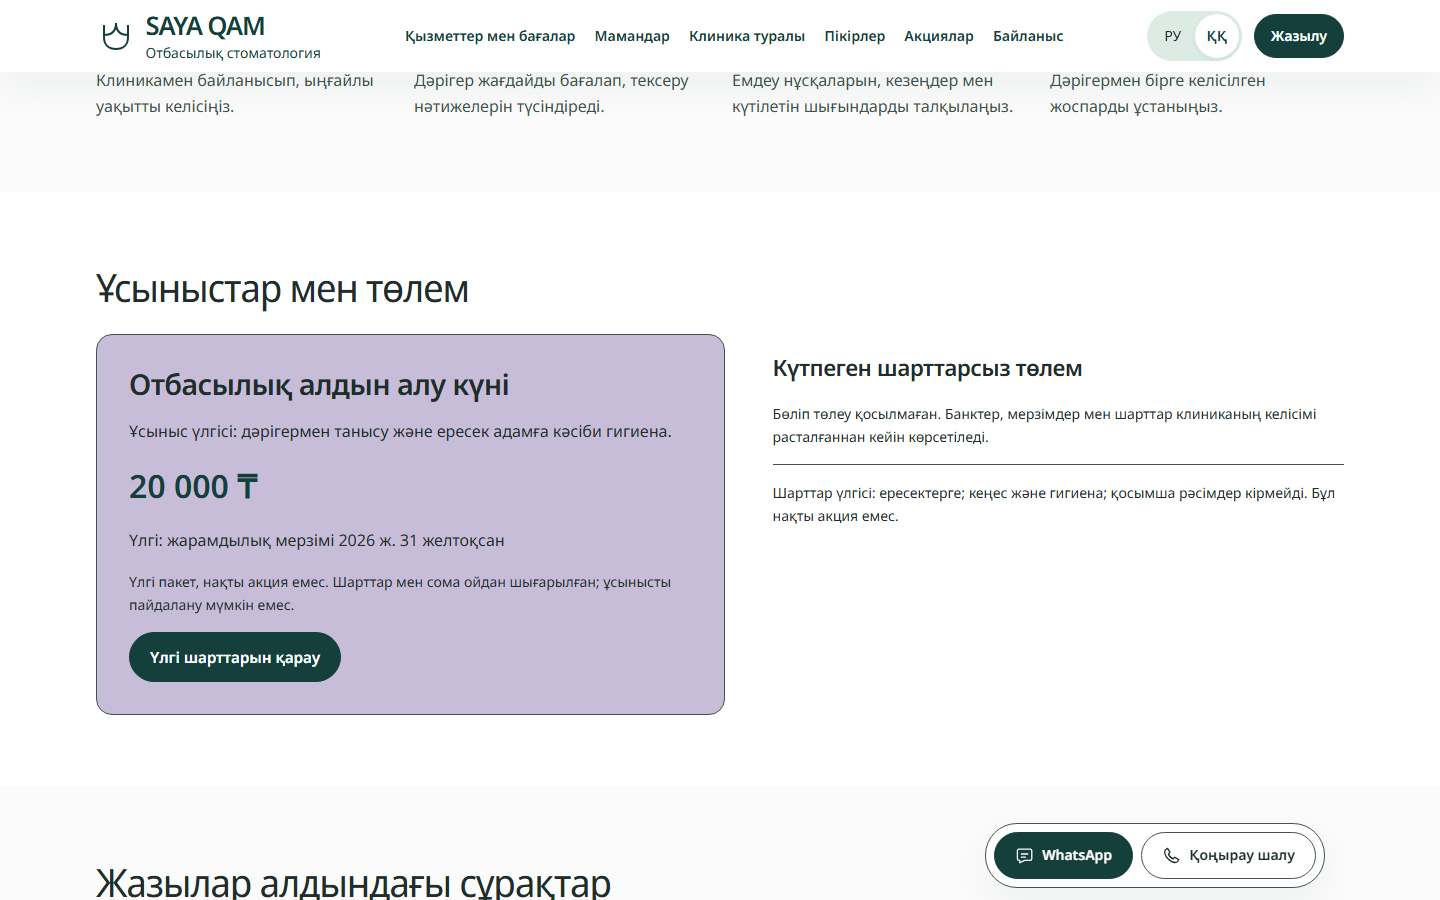 SAYA QAM
Отбасылық стоматология
Қызметтер мен бағалар
Мамандар
Клиника туралы
Пікірлер
Акциялар
Байланыс
РУ
ҚҚ
Жазылу
Клиникамен байланысып, ыңғайлы
уақытты келісіңіз.
Дәрігер жағдайды бағалап, тексеру
нәтижелерін түсіндіреді.
Емдеу нұсқаларын, кезеңдер мен
күтілетін шығындарды талқылаңыз.
Дәрігермен бірге келісілген
жоспарды ұстаныңыз.
Ұсыныстар мен төлем
Отбасылық алдын алу күні
Ұсыныс үлгісі: дәрігермен танысу және ересек адамға кәсіби гигиена.
20 000 ₸
Үлгі: жарамдылық мерзімі 2026 ж. 31 желтоқсан
Үлгі пакет, нақты акция емес. Шарттар мен сома ойдан шығарылған; ұсынысты
пайдалану мүмкін емес.
Үлгі шарттарын қарау
Күтпеген шарттарсыз төлем
Бөліп төлеу қосылмаған. Банктер, мерзімдер мен шарттар клиниканың келісімі
расталғаннан кейін көрсетіледі.
Шарттар үлгісі: ересектерге; кеңес және гигиена; қосымша рәсімдер кірмейді. Бұл
нақты акция емес.
Жазылар алдындағы сұрақтар
WhatsApp
Қоңырау шалу